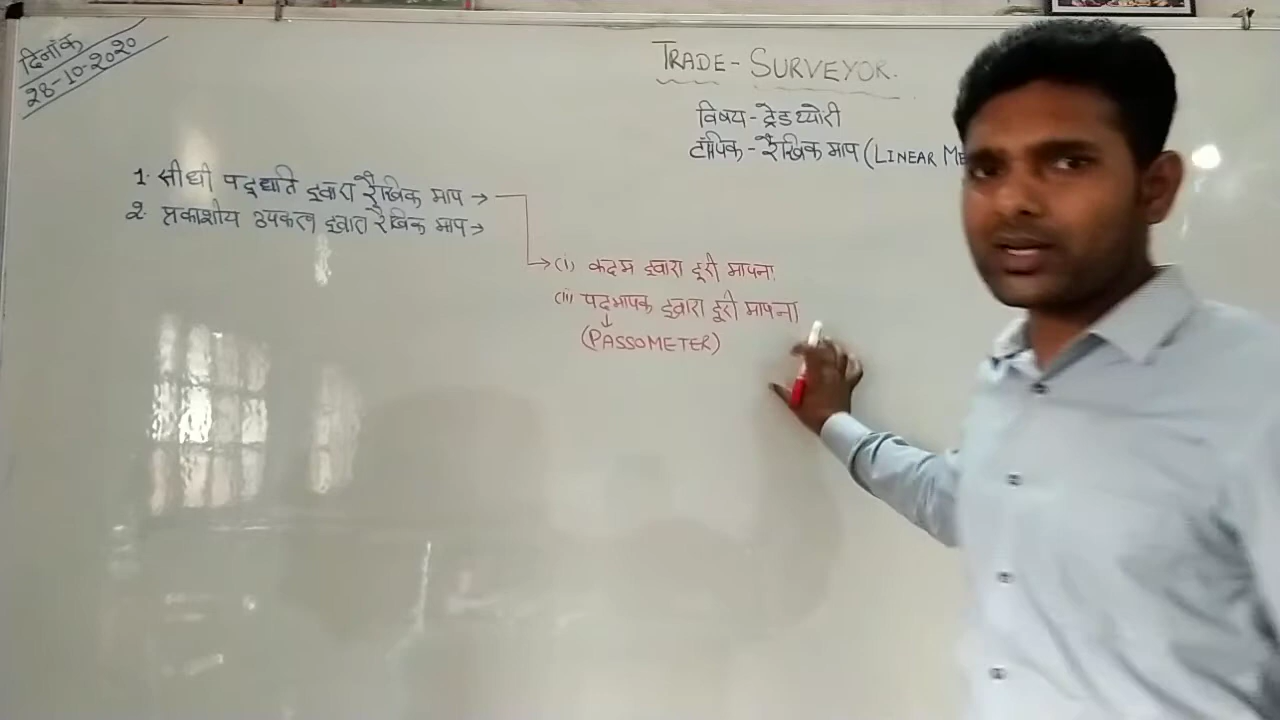 दिनांक
28-10-2020
TRADE - SURVEYOR.
विषय - ट्रेड थ्योरी
टॉपिक - रैखिक माप (LINEAR ME
1. सीधी पद्धति द्वारा रैखिक माप →
2. प्रकाशीय उपकरण द्वारा रैखिक माप →
(i) कदम द्वारा दूरी मापना
(ii) पदमापक द्वारा दूरी मापना
(PASSOMETER)